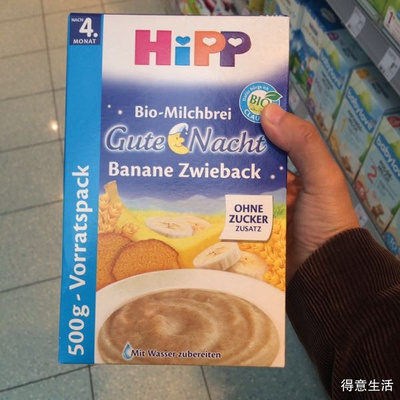 NACH
4.
MONAT
HiPP
Bio-Milchbrei
BIO
Gute Nacht
Banane Zwieback
OHNE
ZUCKER
ZUSATZ
500g - Vorratspack
Mit Wasser zubereiten
得意生活